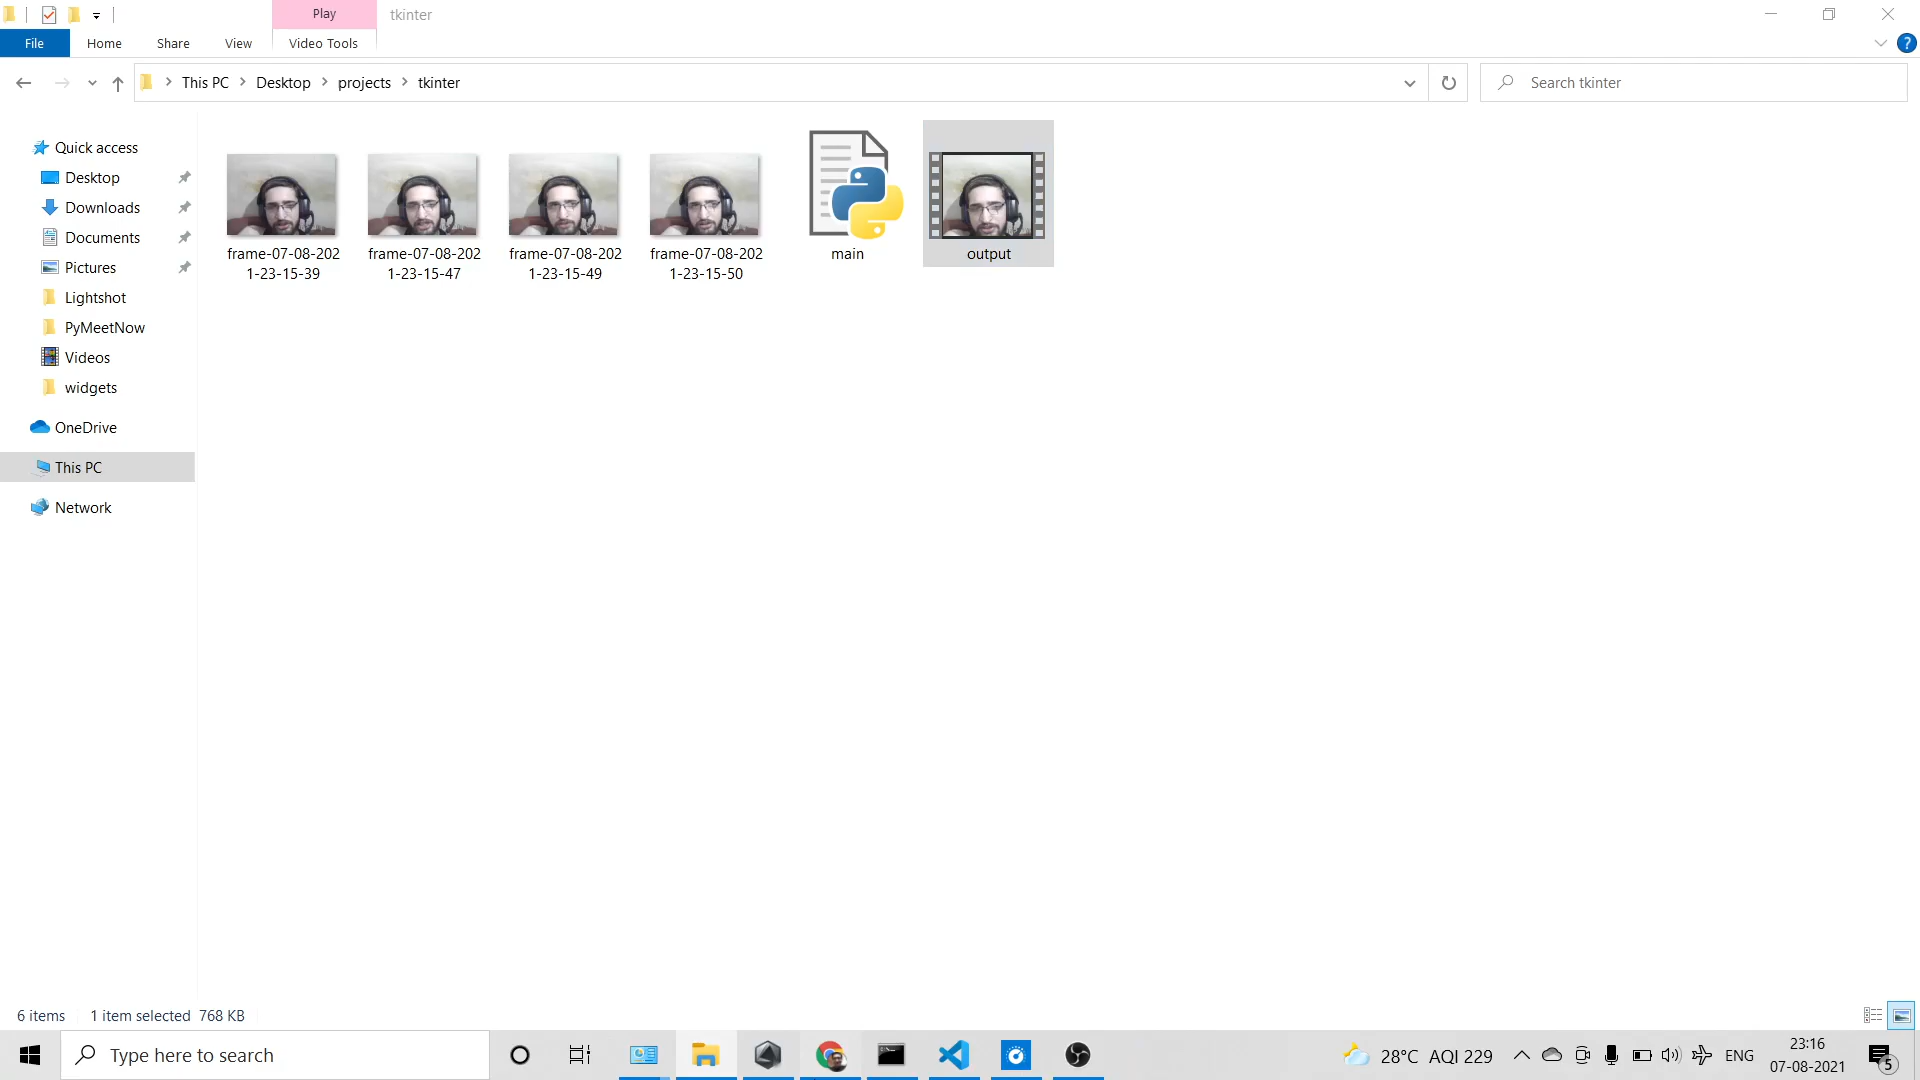 Play
tkinter
File
Home
Share
View
Video Tools
?
This PC
Desktop
projects
tkinter
Search tkinter
Quick access
Desktop
Downloads
Documents
Pictures
Lightshot
PyMeetNow
Videos
widgets
OneDrive
This PC
Network
frame-07-08-202
1-23-15-39
frame-07-08-202
1-23-15-47
frame-07-08-202
1-23-15-49
frame-07-08-202
1-23-15-50
main
output
6 items
1 item selected 768 KB
Type here to search
28°C AQI 229
ENG
23:16
07-08-2021
5